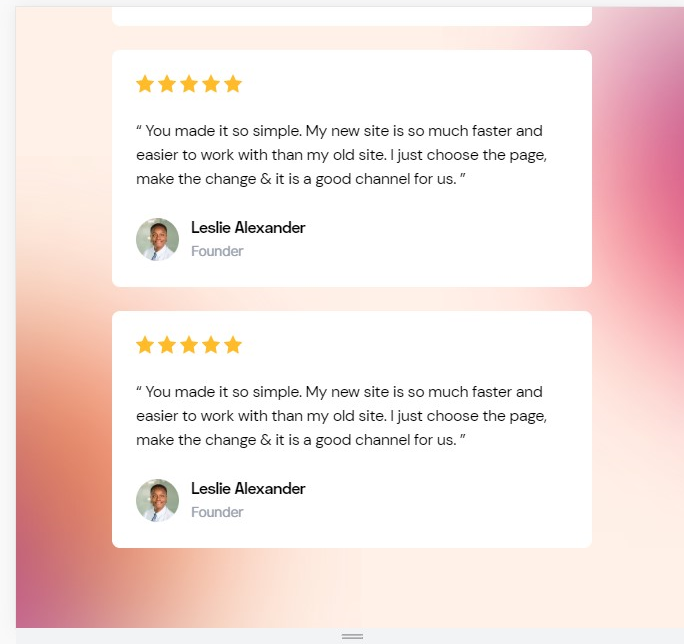 “ You made it so simple. My new site is so much faster and
easier to work with than my old site. I just choose the page,
make the change & it is a good channel for us. ”
Leslie Alexander
Founder
“ You made it so simple. My new site is so much faster and
easier to work with than my old site. I just choose the page,
make the change & it is a good channel for us. ”
Leslie Alexander
Founder